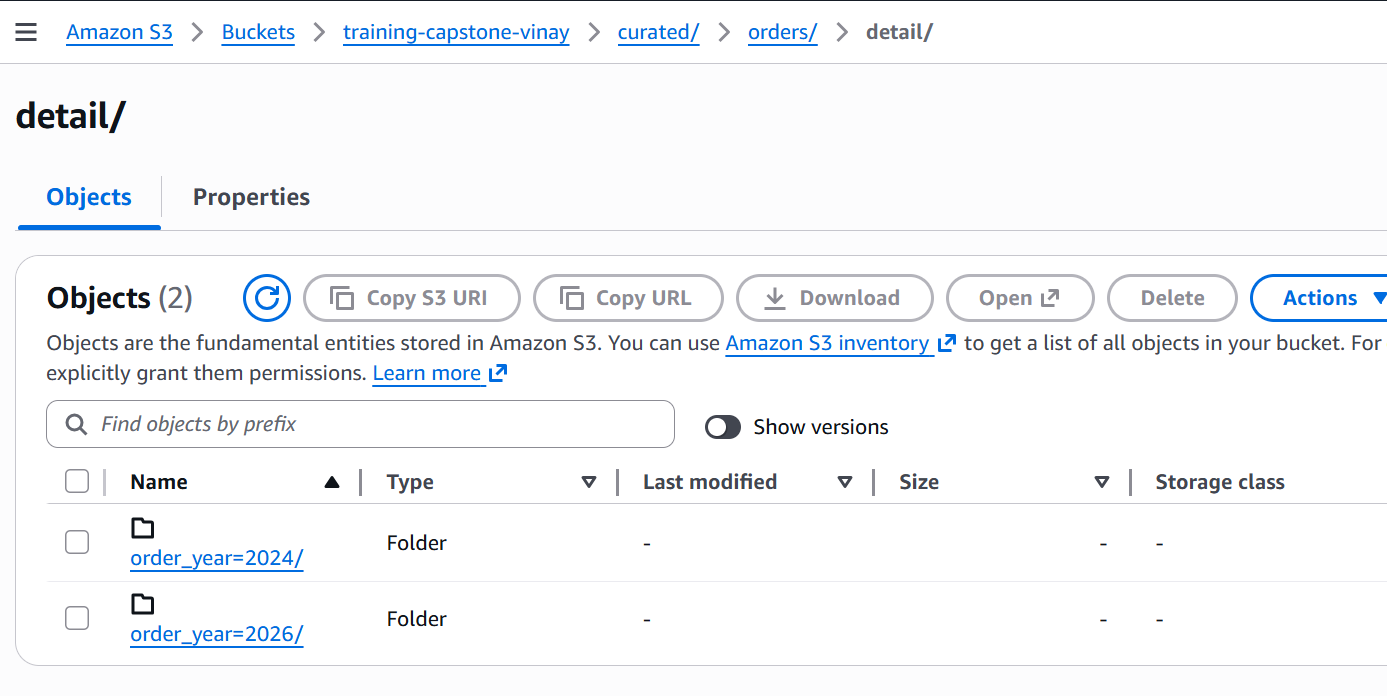 Amazon S3 > Buckets > training-capstone-vinay > curated/ > orders/ > detail/
detail/
Objects Properties
Objects (2) Copy S3 URI Copy URL Download Open Delete Actions
Objects are the fundamental entities stored in Amazon S3. You can use Amazon S3 inventory to get a list of all objects in your bucket. For
explicitly grant them permissions. Learn more
Find objects by prefix Show versions
Name Type Last modified Size Storage class
order_year=2024/ Folder - - -
order_year=2026/ Folder - - -